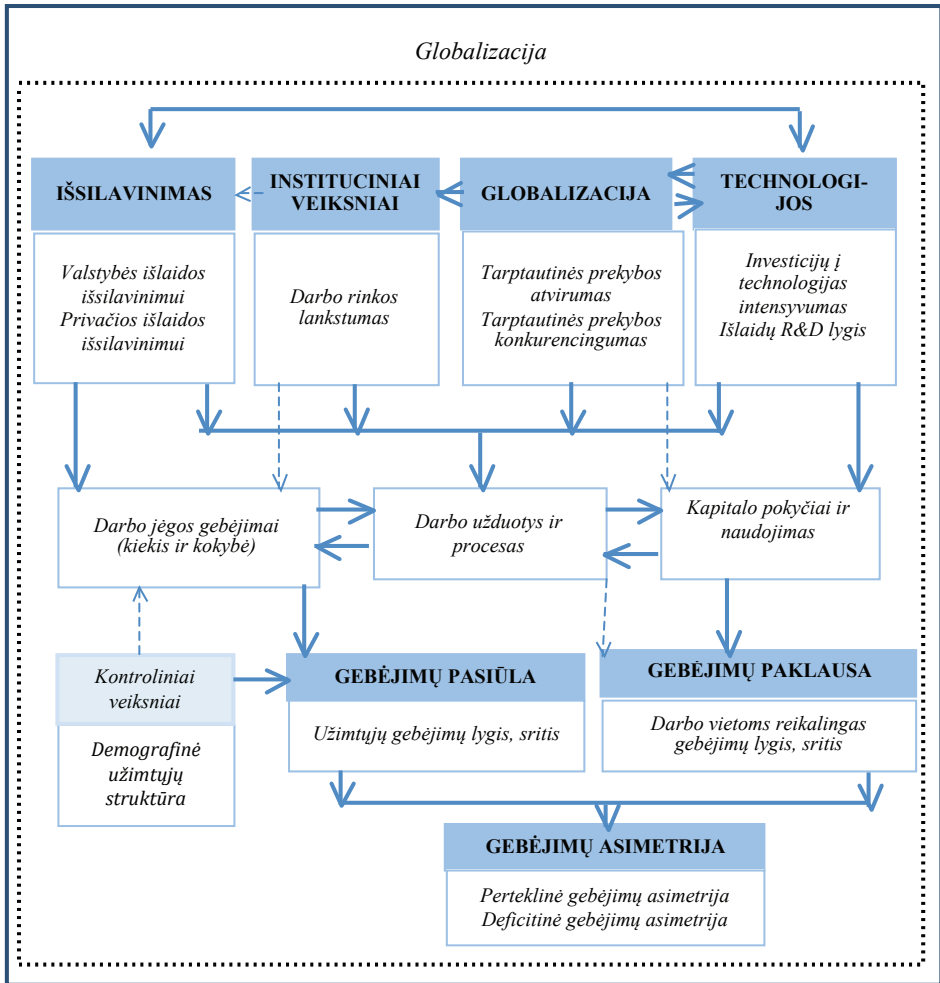 Globalizacija
IŠSILAVINIMAS
Valstybės išlaidos
išsilavinimui
Privačios išlaidos
išsilavinimui
INSTITUCINIAI
VEIKSNIAI
Darbo rinkos
lankstumas
GLOBALIZACIJA
Tarptautinės prekybos
atvirumas
Tarptautinės prekybos
konkurencingumas
TECHNOLOGI-
JOS
Investicijų į
technologijas
intensyvumas
Išlaidų R&D lygis
Darbo jėgos gebėjimai
(kiekis ir kokybė)
Darbo užduotys ir
procesas
Kapitalo pokyčiai ir
naudojimas
Kontroliniai
veiksniai
Demografinė
užimtųjų
struktūra
GEBĖJIMŲ PASIŪLA
Užimtųjų gebėjimų lygis, sritis
GEBĖJIMŲ PAKLAUSA
Darbo vietoms reikalingas
gebėjimų lygis, sritis
GEBĖJIMŲ ASIMETRIJA
Perteklinė gebėjimų asimetrija
Deficitinė gebėjimų asimetrija